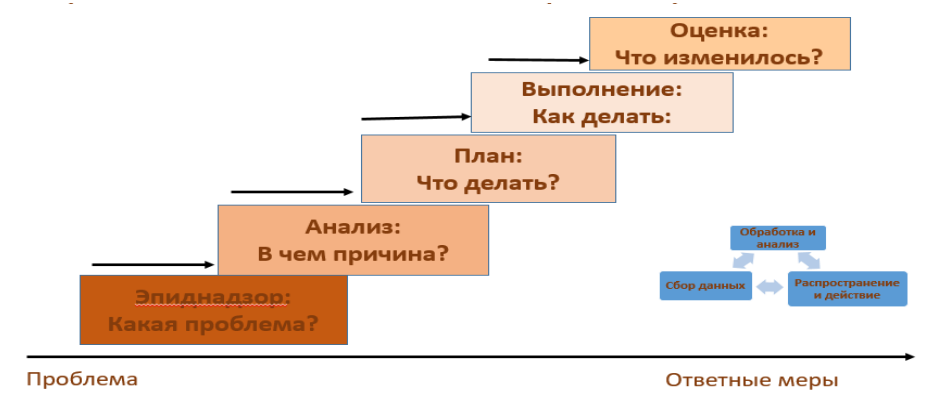 Оценка:
Что изменилось?
Выполнение:
Как делать:
План:
Что делать?
Анализ:
В чем причина?
Эпиднадзор:
Какая проблема?
Обработка и
анализ
Сбор данных
Распространение
и действие
Проблема
Ответные меры